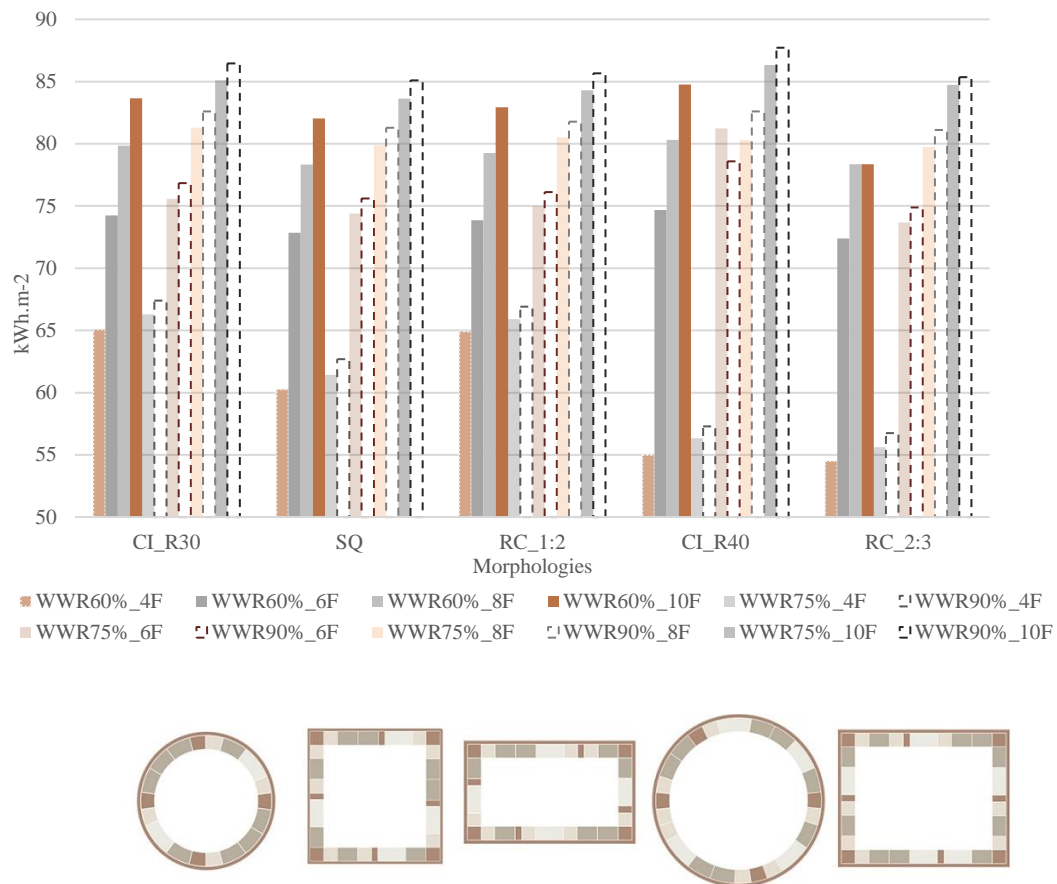 90
85
80
75
70
65
60
55
50
kWh.m-2
CI_R30 SQ RC_1:2 CI_R40 RC_2:3
Morphologies
WWR60%_4F WWR60%_6F WWR60%_8F WWR60%_10F WWR75%_4F WWR90%_4F
WWR75%_6F WWR90%_6F WWR75%_8F WWR90%_8F WWR75%_10F WWR90%_10F